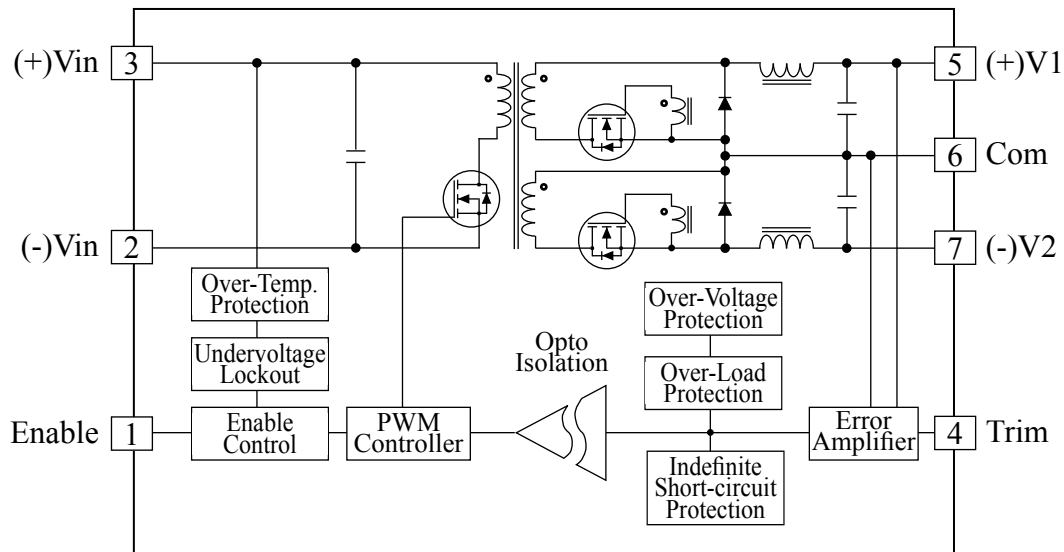 (+)Vin 3
5 (+)V1
6 Com
(-)Vin 2
7 (-)V2
Over-Temp.
Protection
Undervoltage
Lockout
Enable 1
Enable
Control
PWM
Controller
Opto
Isolation
Over-Voltage
Protection
Over-Load
Protection
Indefinite
Short-circuit
Protection
Error
Amplifier
4 Trim